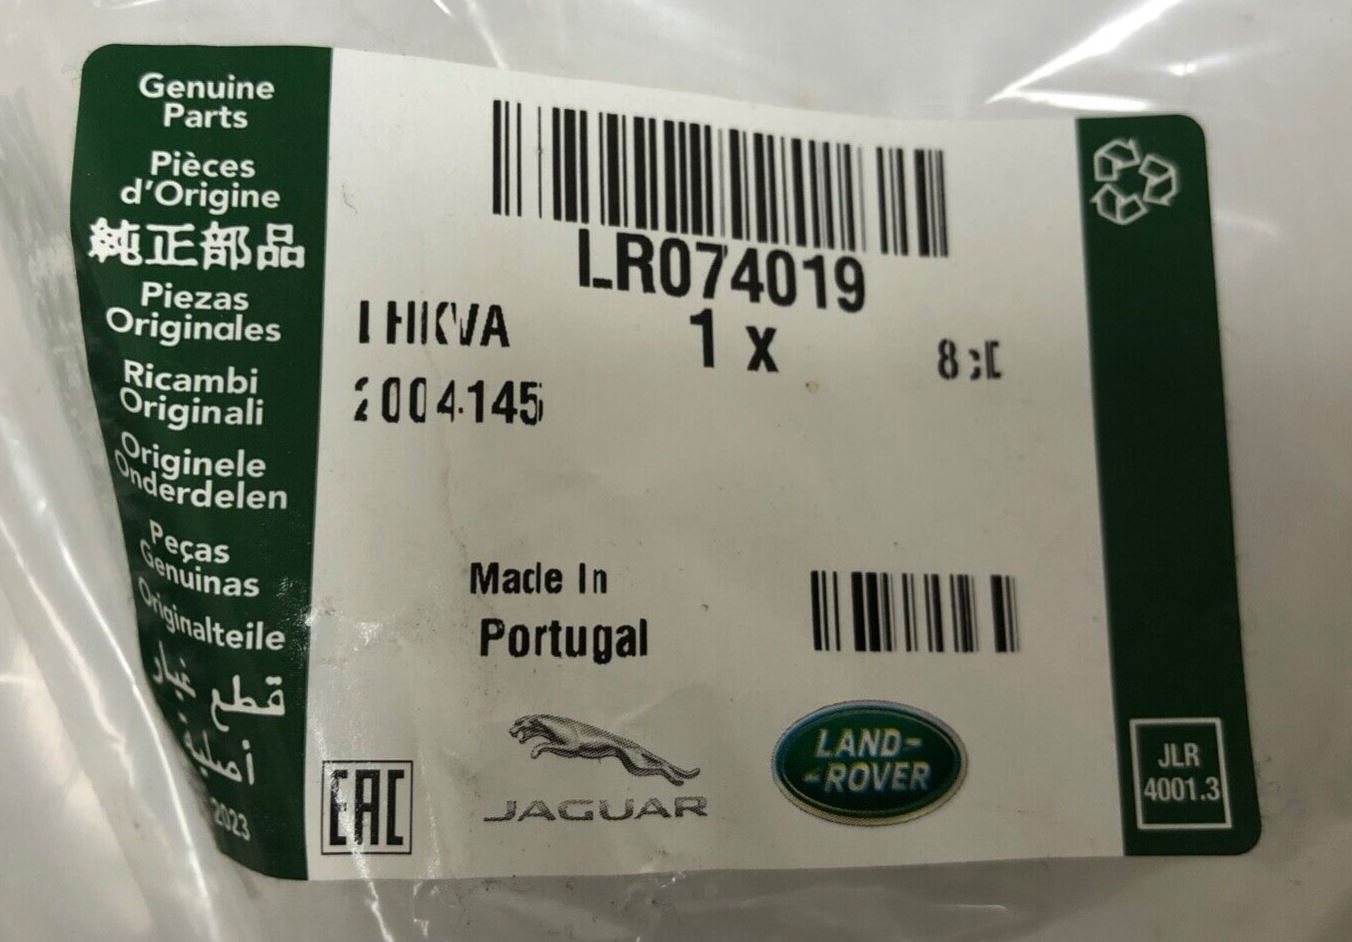 Genuine
Parts
Pièces
d'Origine
純正部品
Piezas
Originales
Ricambi
Originali
Originele
Onderdelen
Peças
Genuinas
Originalteile
قطع غيار
أصلية
2023
LR074019
1 x
2004145
Made In
Portugal
EAC
JAGUAR
LAND-
-ROVER
JLR
4001.3